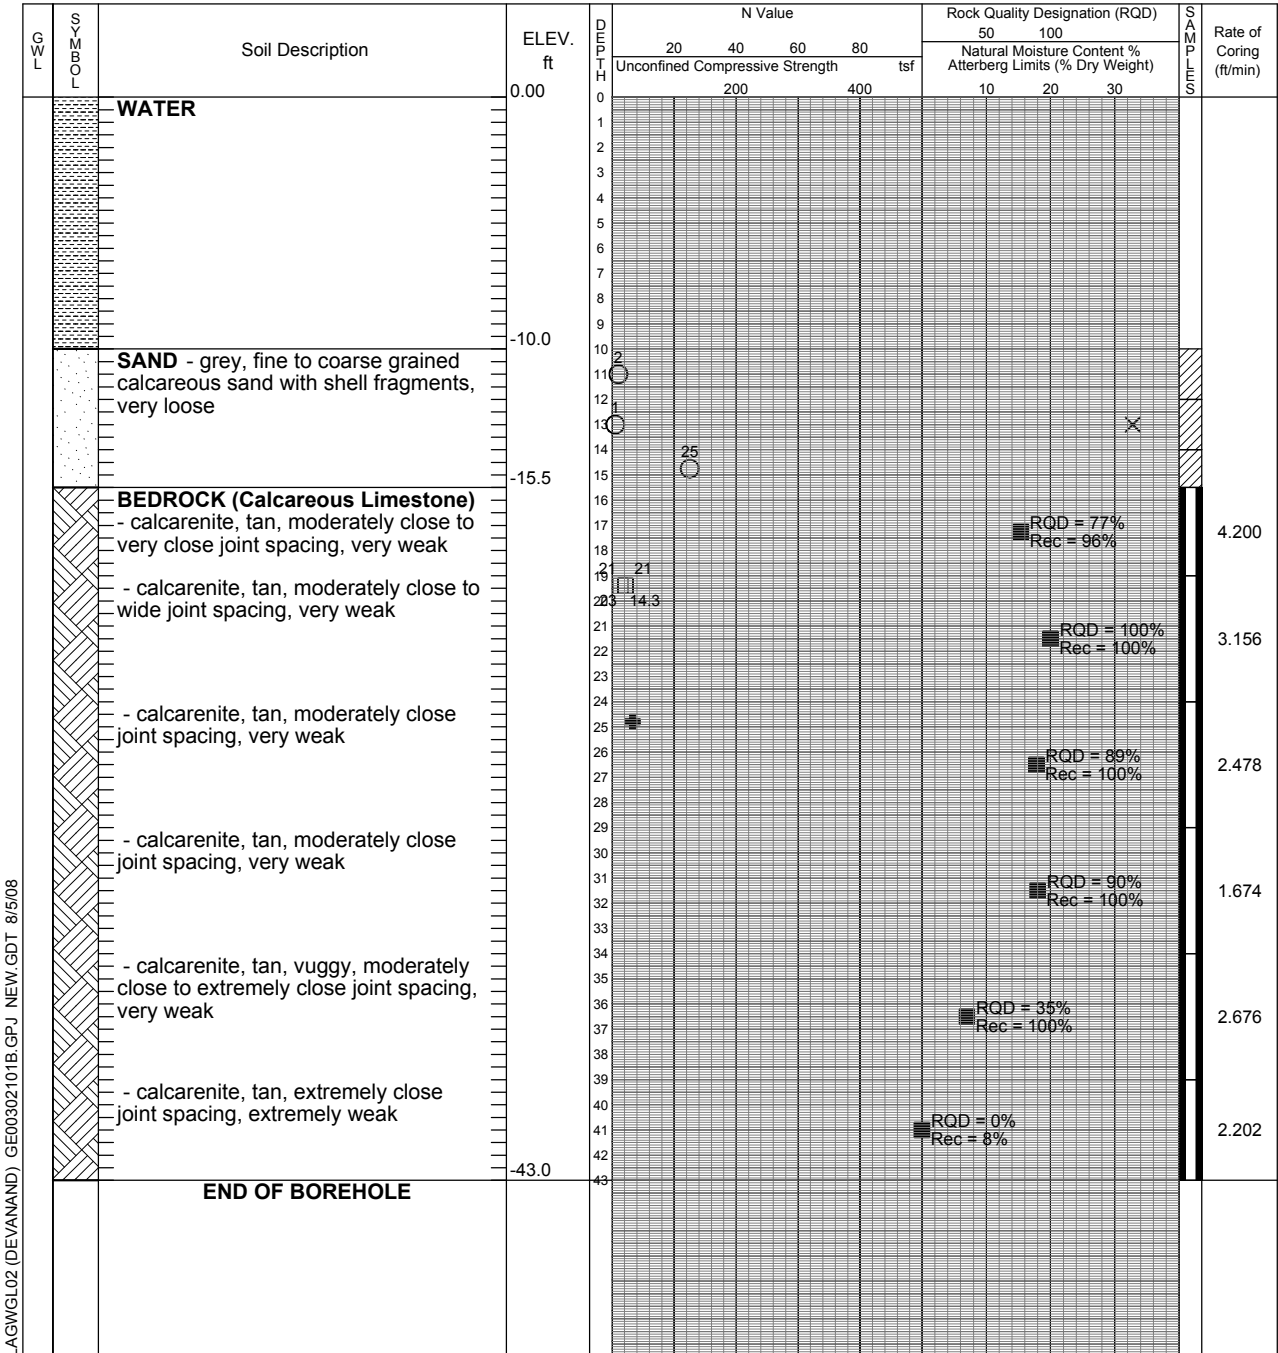 GWL
SYMBOL
Soil Description
ELEV.
ft
DEPTH
N Value
20 40 60 80
Unconfined Compressive Strength tsf
200 400
Rock Quality Designation (RQD)
50 100
Natural Moisture Content %
Atterberg Limits (% Dry Weight)
10 20 30
SAMPLES
Rate of
Coring
(ft/min)
0.00
0
WATER
1
2
3
4
5
6
7
8
9
-10.0
10
SAND - grey, fine to coarse grained
calcareous sand with shell fragments,
very loose
2
11
12
1
13
14
25
15
-15.5
BEDROCK (Calcareous Limestone)
- calcarenite, tan, moderately close to
very close joint spacing, very weak
16
17
18
RQD = 77%
Rec = 96%
4.200
- calcarenite, tan, moderately close to
wide joint spacing, very weak
21 21
19
23 14.3
20
21
22
RQD = 100%
Rec = 100%
3.156
23
24
- calcarenite, tan, moderately close
joint spacing, very weak
25
26
27
RQD = 89%
Rec = 100%
2.478
28
29
- calcarenite, tan, moderately close
joint spacing, very weak
30
31
32
RQD = 90%
Rec = 100%
1.674
33
34
- calcarenite, tan, vuggy, moderately
close to extremely close joint spacing,
very weak
35
36
37
RQD = 35%
Rec = 100%
2.676
38
39
- calcarenite, tan, extremely close
joint spacing, extremely weak
40
41
42
RQD = 0%
Rec = 8%
2.202
-43.0
43
END OF BOREHOLE
LAGWGL02 (DEVANAND) GE00302101B.GPJ NEW.GDT 8/5/08